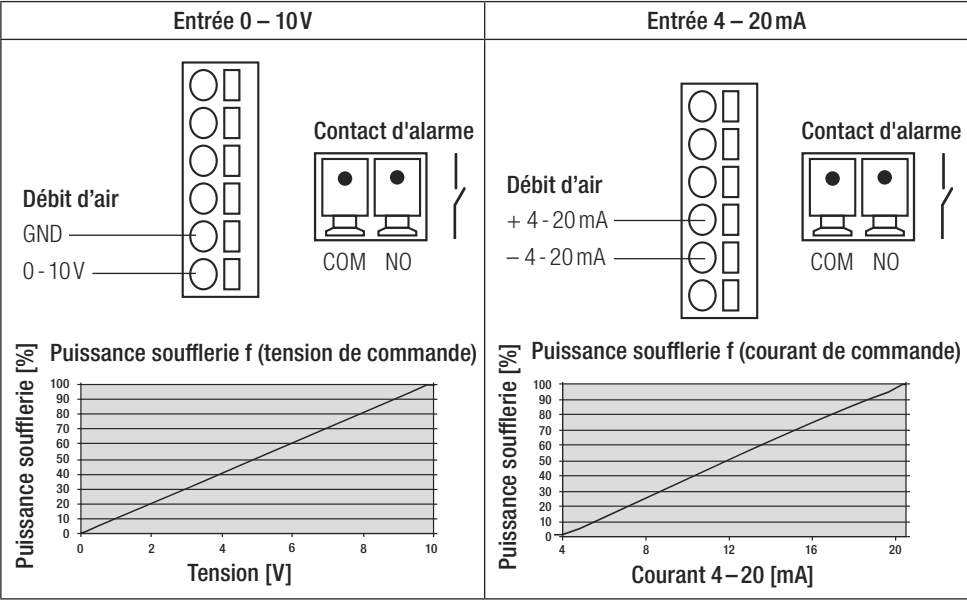 Entrée 0 – 10 V
Débit d’air
GND
0 - 10 V
Contact d'alarme
COM NO
Puissance soufflerie f (tension de commande)
Puissance soufflerie [%]
100
90
80
70
60
50
40
30
20
10
0
0 2 4 6 8 10
Tension [V]
Entrée 4 – 20 mA
Débit d’air
+ 4 - 20 mA
– 4 - 20 mA
Contact d'alarme
COM NO
Puissance soufflerie f (courant de commande)
Puissance soufflerie [%]
100
90
80
70
60
50
40
30
20
10
0
4 8 12 16 20
Courant 4 – 20 [mA]